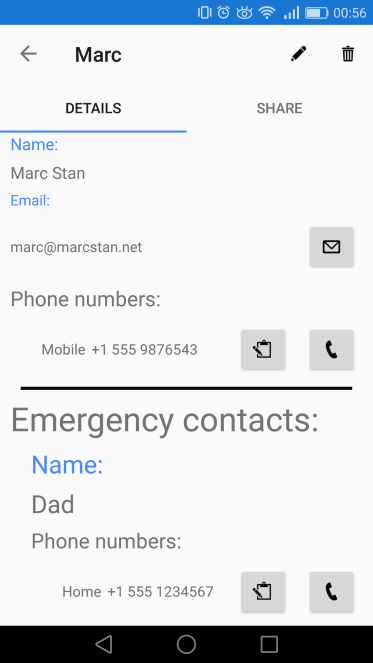 00:56
Marc
DETAILS SHARE
Name:
Marc Stan
Email:
marc@marcstan.net
Phone numbers:
Mobile +1 555 9876543
Emergency contacts:
Name:
Dad
Phone numbers:
Home +1 555 1234567